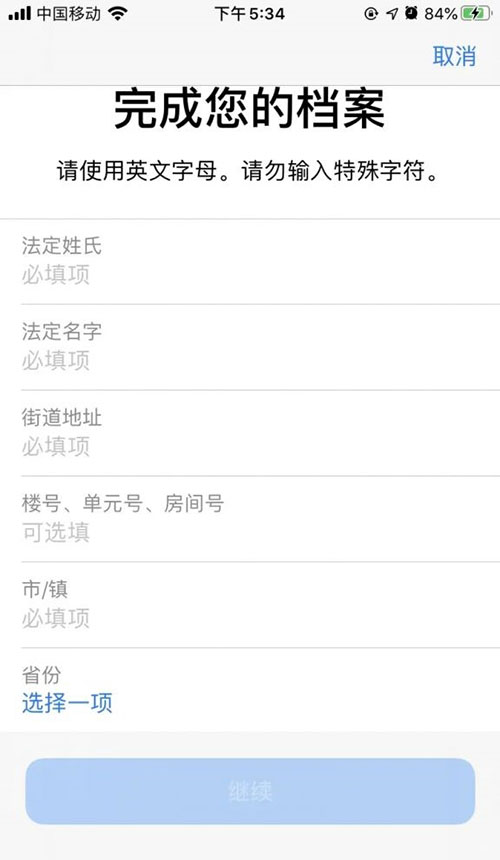 中国移动 下午5:34 84%
取消
完成您的档案
请使用英文字母。请勿输入特殊字符。
法定姓氏
必填项
法定名字
必填项
街道地址
必填项
楼号、单元号、房间号
可选填
市/镇
必填项
省份
选择一项
继续